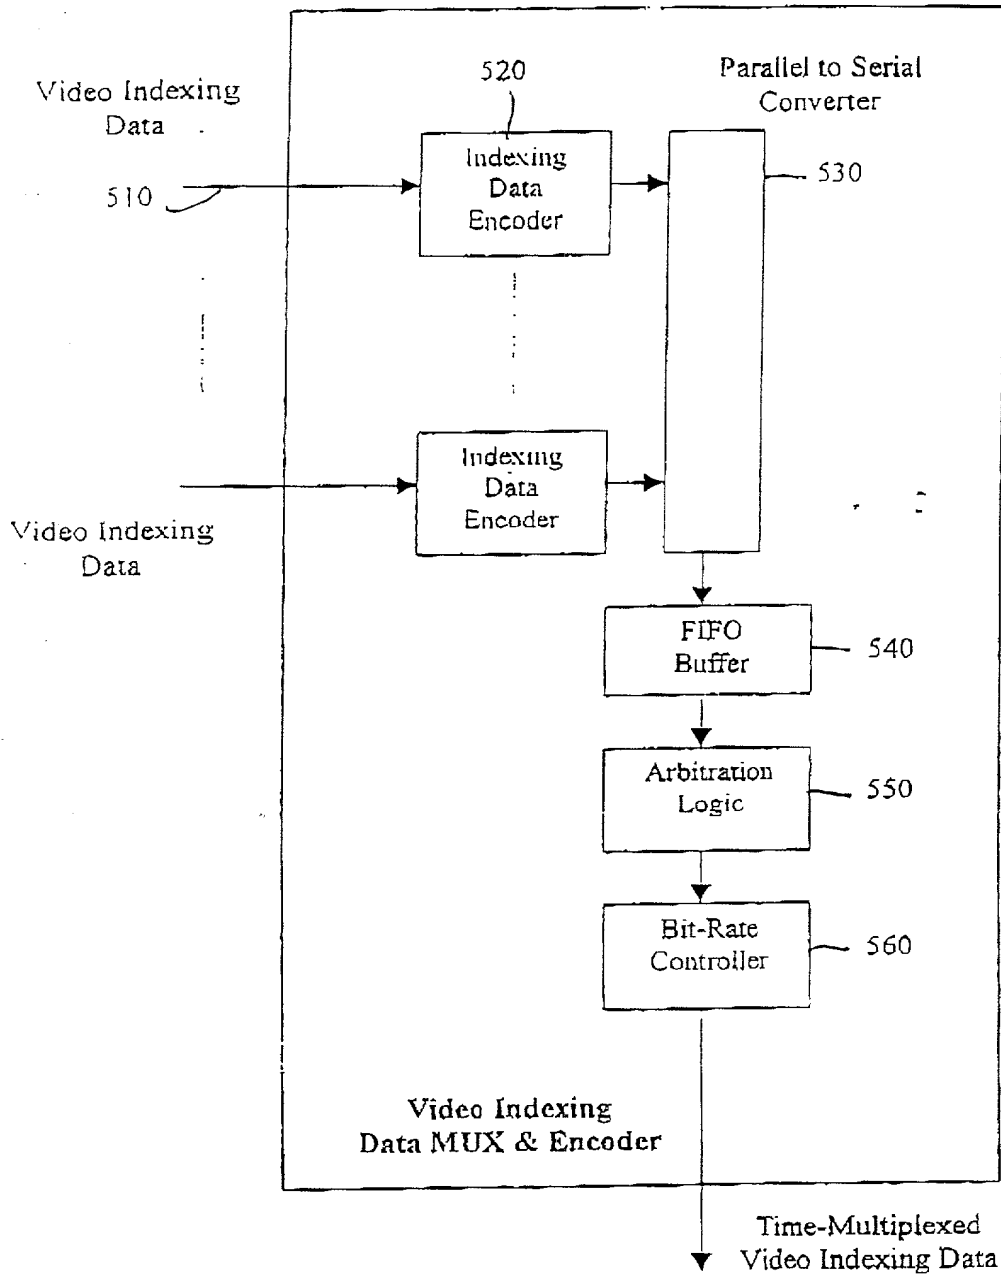 520
Parallel to Serial
Converter
Video Indexing
Data
Indexing
Data
Encoder
530
510
Indexing
Data
Encoder
Video Indexing
Data
FIFO
Buffer
540
Arbitration
Logic
550
Bit-Rate
Controller
560
Video Indexing
Data MUX & Encoder
Time-Multiplexed
Video Indexing Data